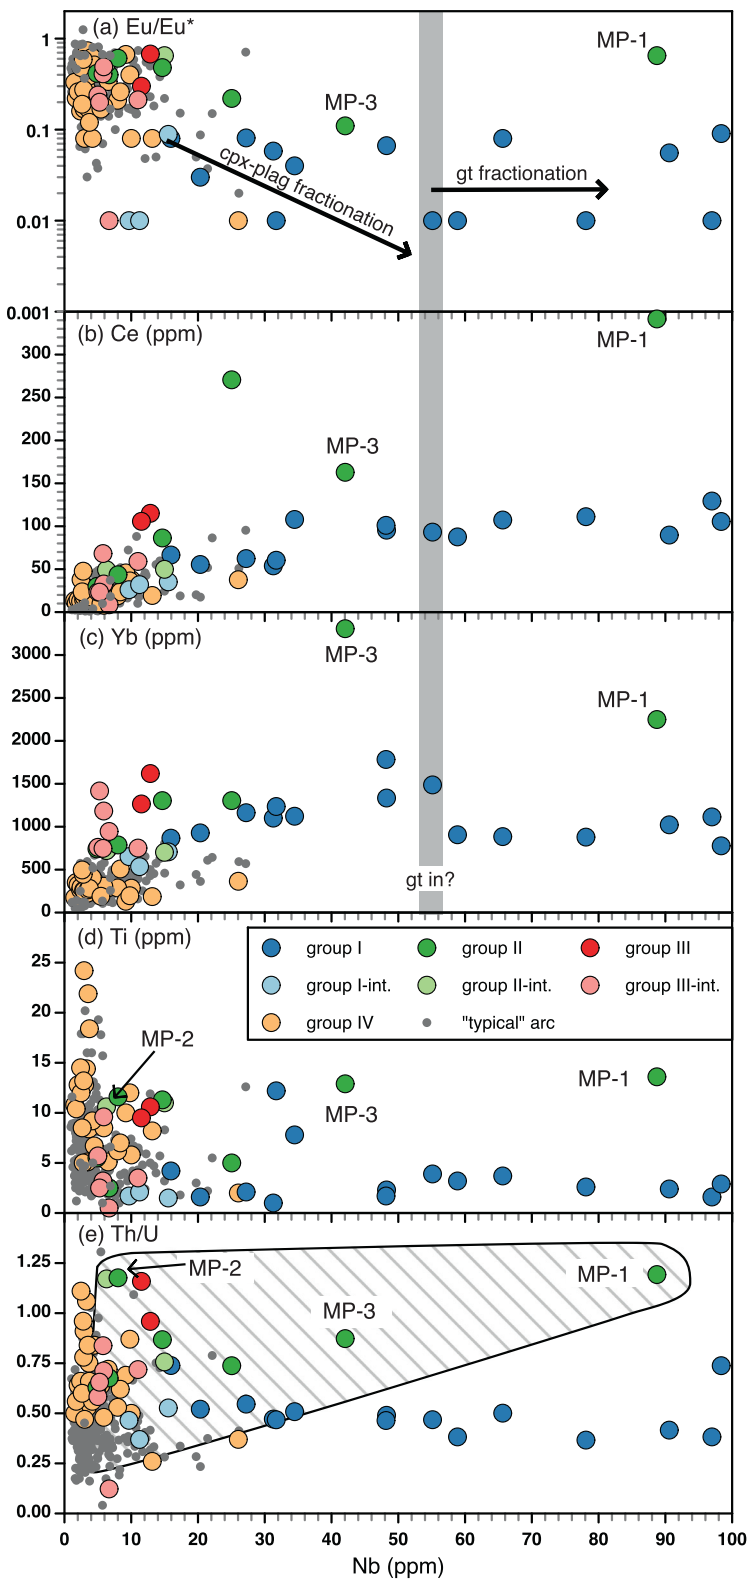 (a) Eu/Eu*
MP-1
MP-3
cpx-plag fractionation
gt fractionation
1
0.1
0.01
0.001
(b) Ce (ppm)
MP-1
MP-3
300
250
200
150
100
50
0
(c) Yb (ppm)
MP-3
MP-1
gt in?
3000
2500
2000
1500
1000
500
0
(d) Ti (ppm)
group I
group II
group III
group I-int.
group II-int.
group III-int.
group IV
"typical" arc
MP-2
MP-1
MP-3
25
20
15
10
5
0
(e) Th/U
MP-2
MP-1
MP-3
1.25
1.00
0.75
0.50
0.25
0.00
0 10 20 30 40 50 60 70 80 90 100
Nb (ppm)